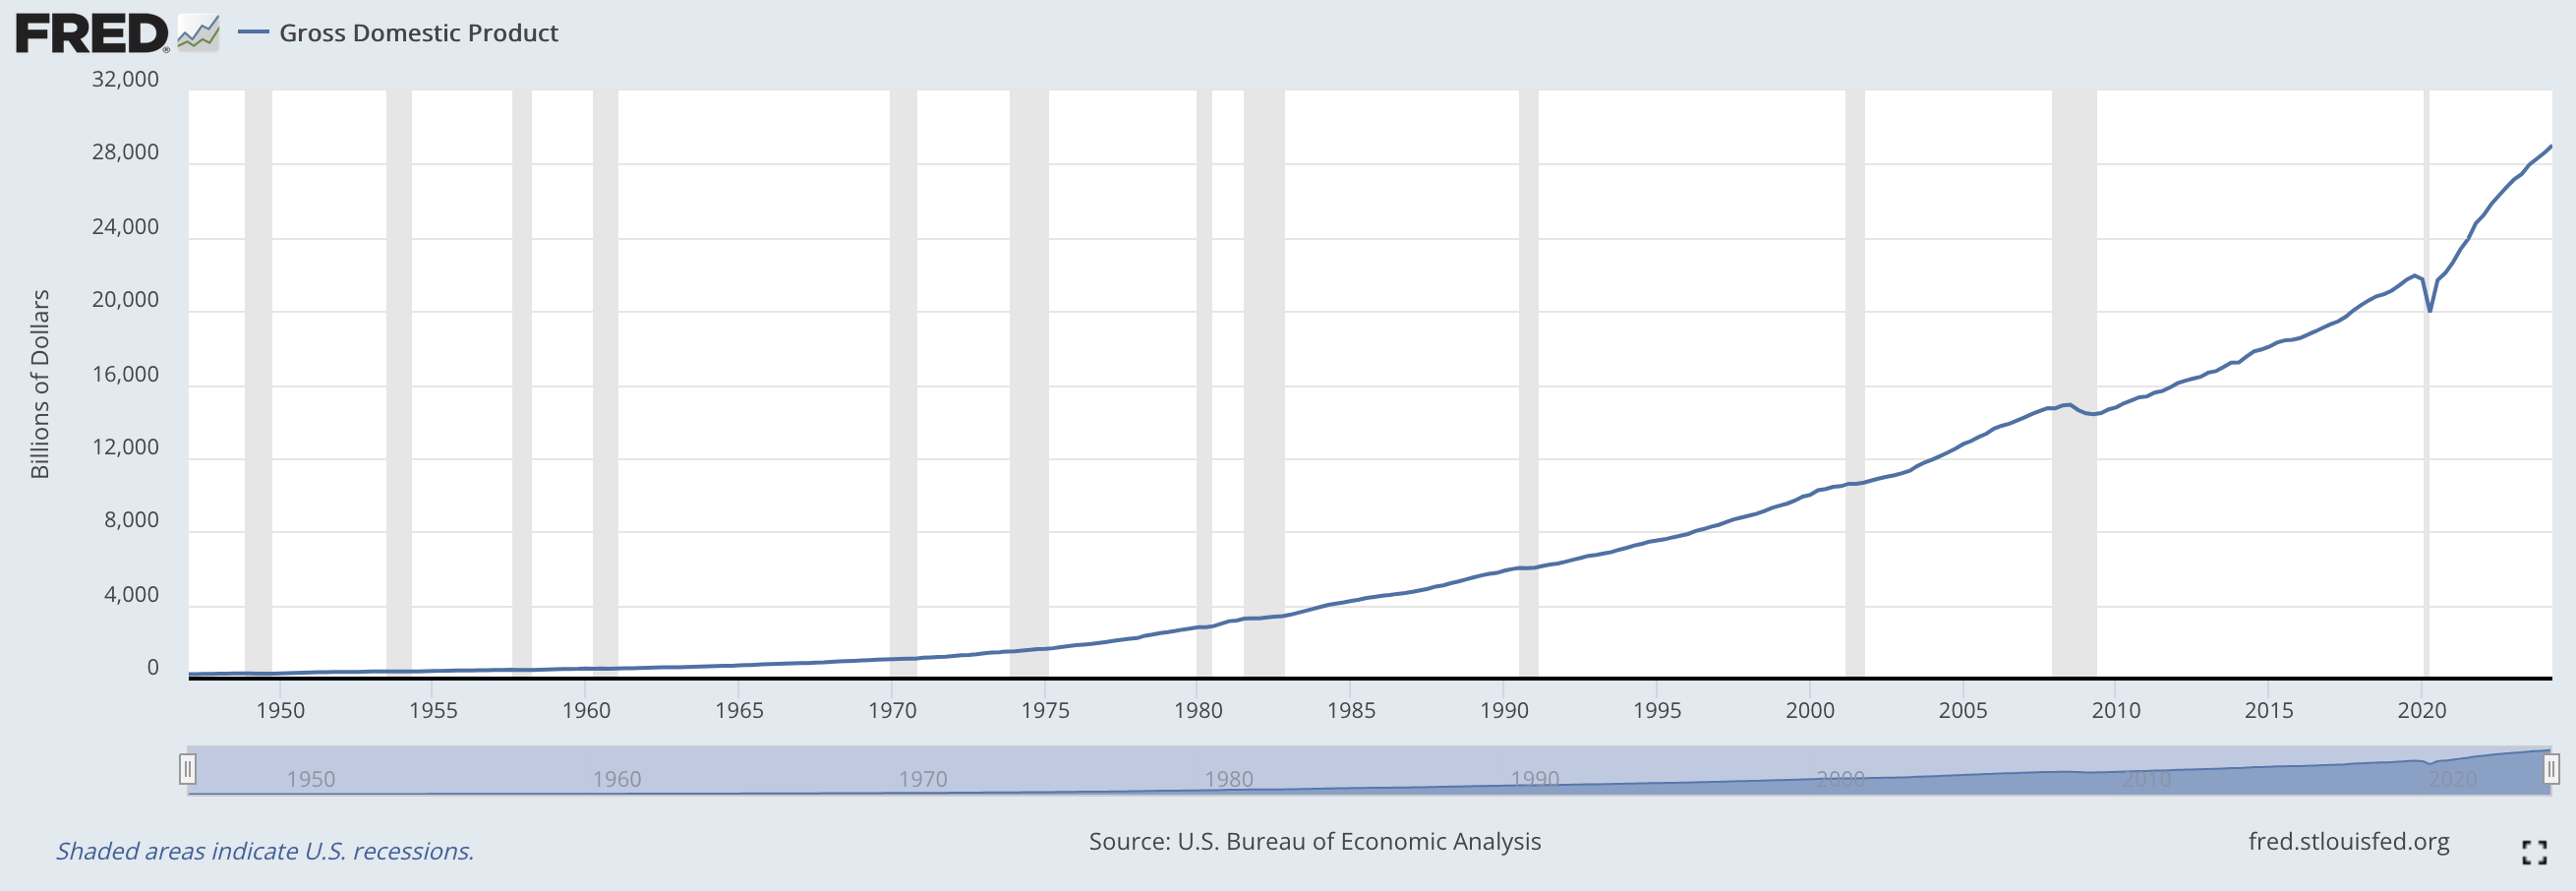 FRED® Gross Domestic Product
32,000
28,000
24,000
20,000
16,000
12,000
8,000
4,000
0
Billions of Dollars
1950 1955 1960 1965 1970 1975 1980 1985 1990 1995 2000 2005 2010 2015 2020
1950 1960 1970 1980 1990 2000 2010 2020
Shaded areas indicate U.S. recessions.
Source: U.S. Bureau of Economic Analysis
fred.stlouisfed.org